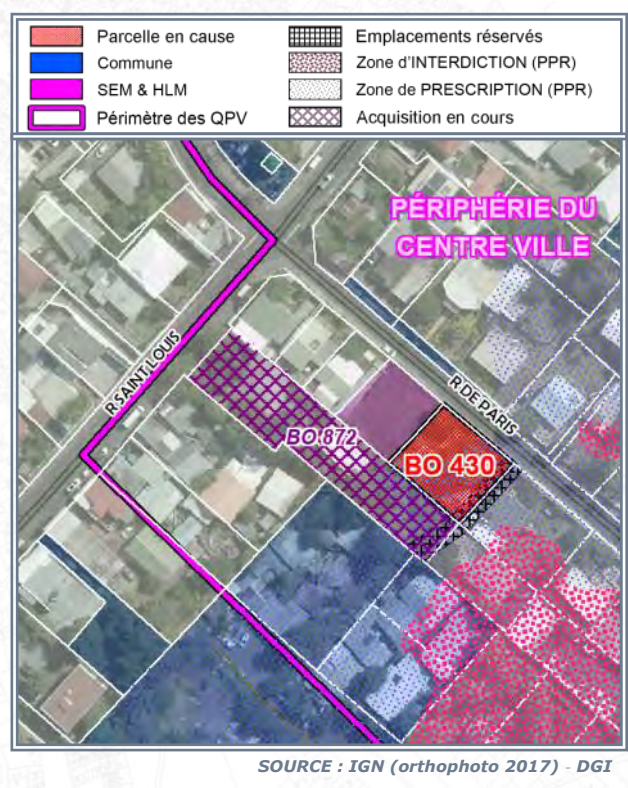 Parcelle en cause
Commune
SEM & HLM
Périmètre des QPV
Emplacements réservés
Zone d'INTERDICTION (PPR)
Zone de PRESCRIPTION (PPR)
Acquisition en cours
PÉRIPHÉRIE DU
CENTRE VILLE
R SAINT LOUIS
R DE PARIS
BO 872
BO 430
SOURCE : IGN (orthophoto 2017) - DGI